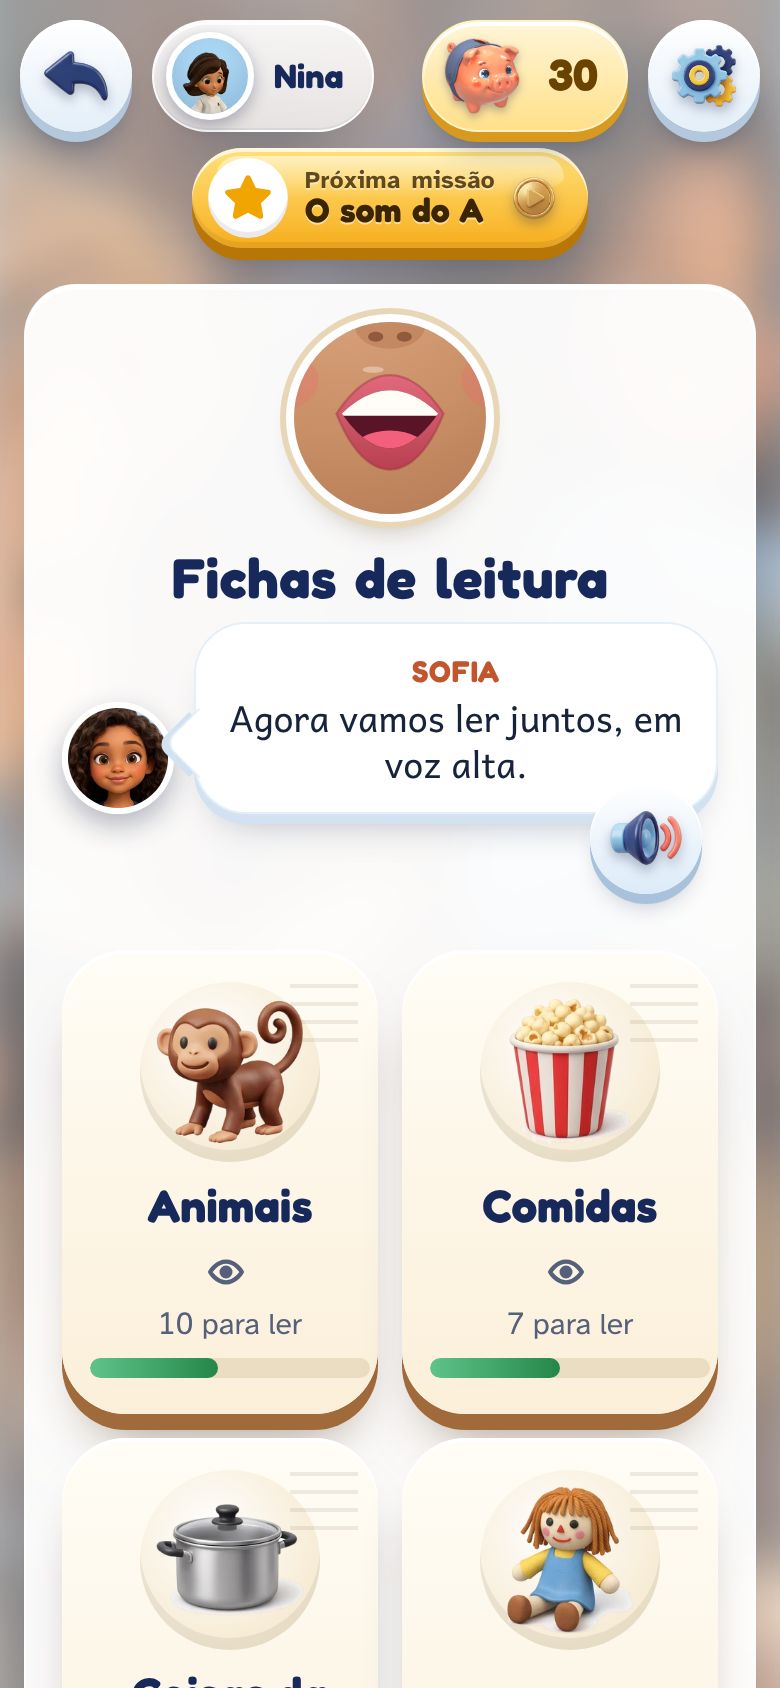 Nina
30
Próxima missão
O som do A
Fichas de leitura
SOFIA
Agora vamos ler juntos, em
voz alta.
Animais
Comidas
10 para ler
7 para ler